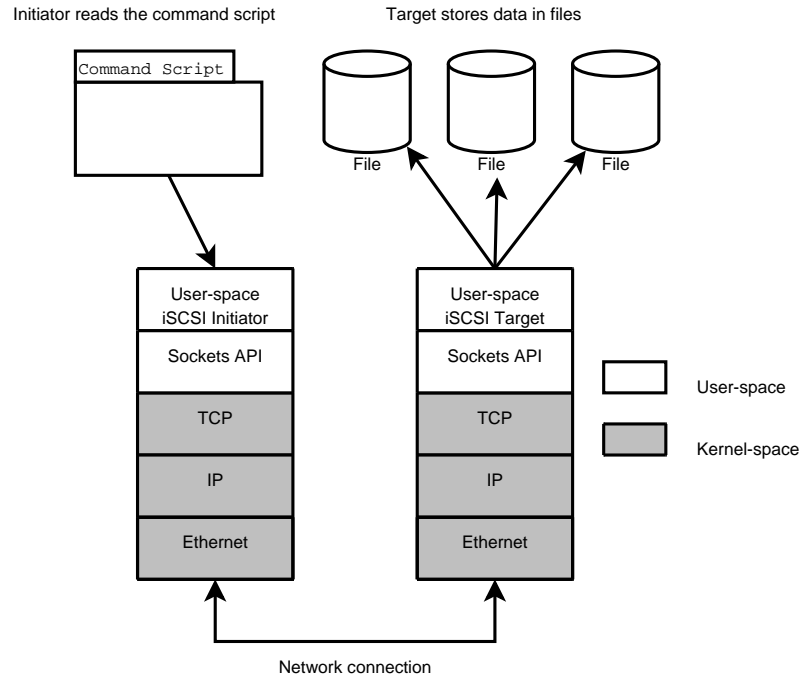 Initiator reads the command script
Target stores data in files
Command Script
File
File
File
User-space
iSCSI Initiator
Sockets API
TCP
IP
Ethernet
User-space
iSCSI Target
Sockets API
TCP
IP
Ethernet
User-space
Kernel-space
Network connection